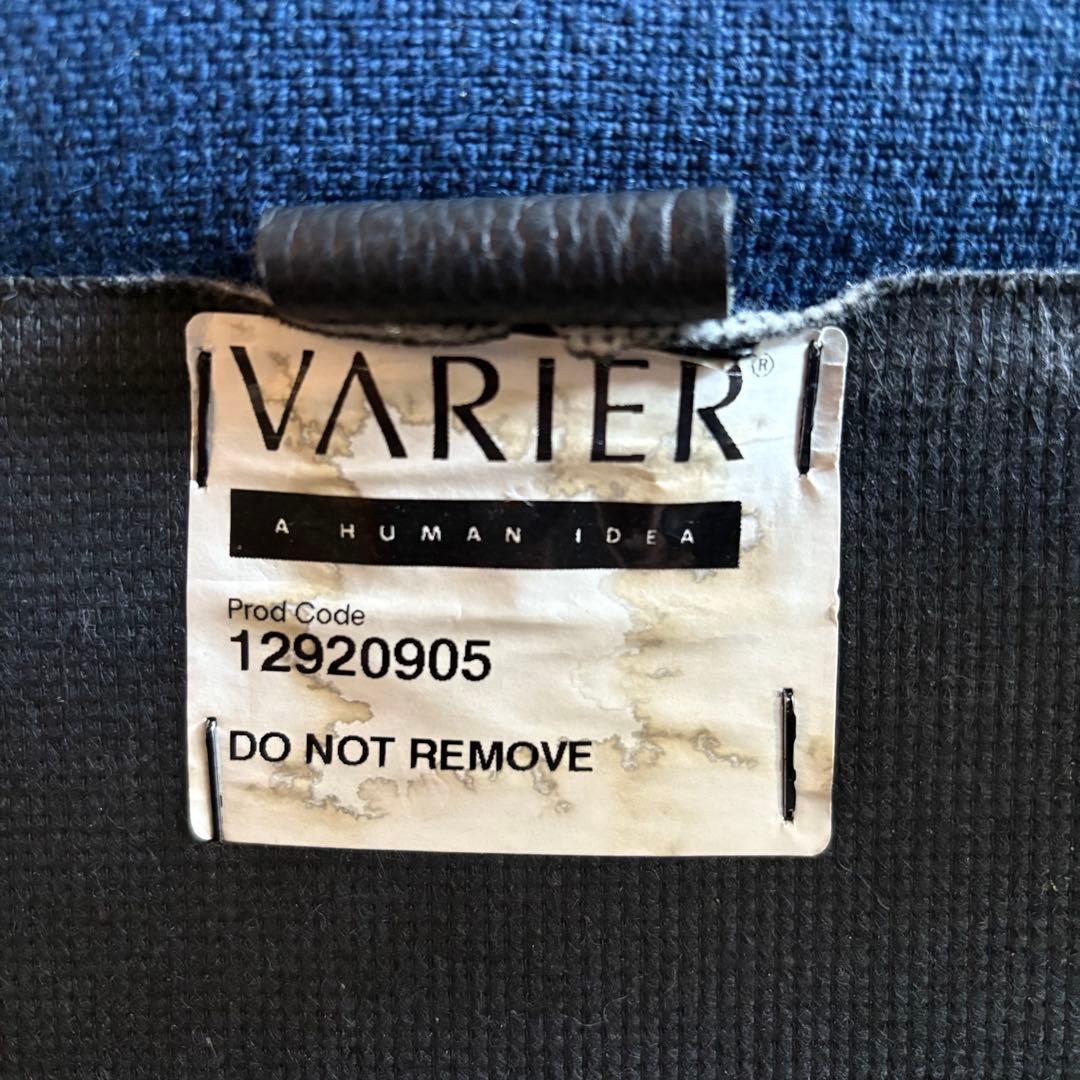 VARIER®
A HUMAN IDEA
Prod Code
12920905
DO NOT REMOVE